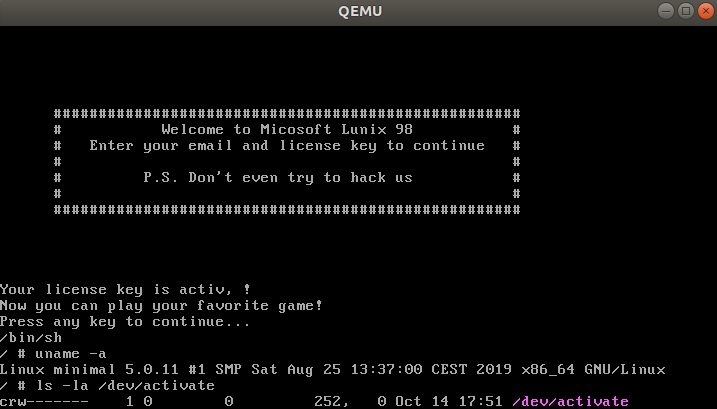 QEMU
####################################################
# Welcome to Micosoft Lunix 98 #
# Enter your email and license key to continue #
# #
# P.S. Don't even try to hack us #
# #
####################################################
Your license key is activ, !
Now you can play your favorite game!
Press any key to continue...
/bin/sh
/ # uname -a
Linux minimal 5.0.11 #1 SMP Sat Aug 25 13:37:00 CEST 2019 x86_64 GNU/Linux
/ # ls -la /dev/activate
crw------- 1 0 0 252, 0 Oct 14 17:51 /dev/activate